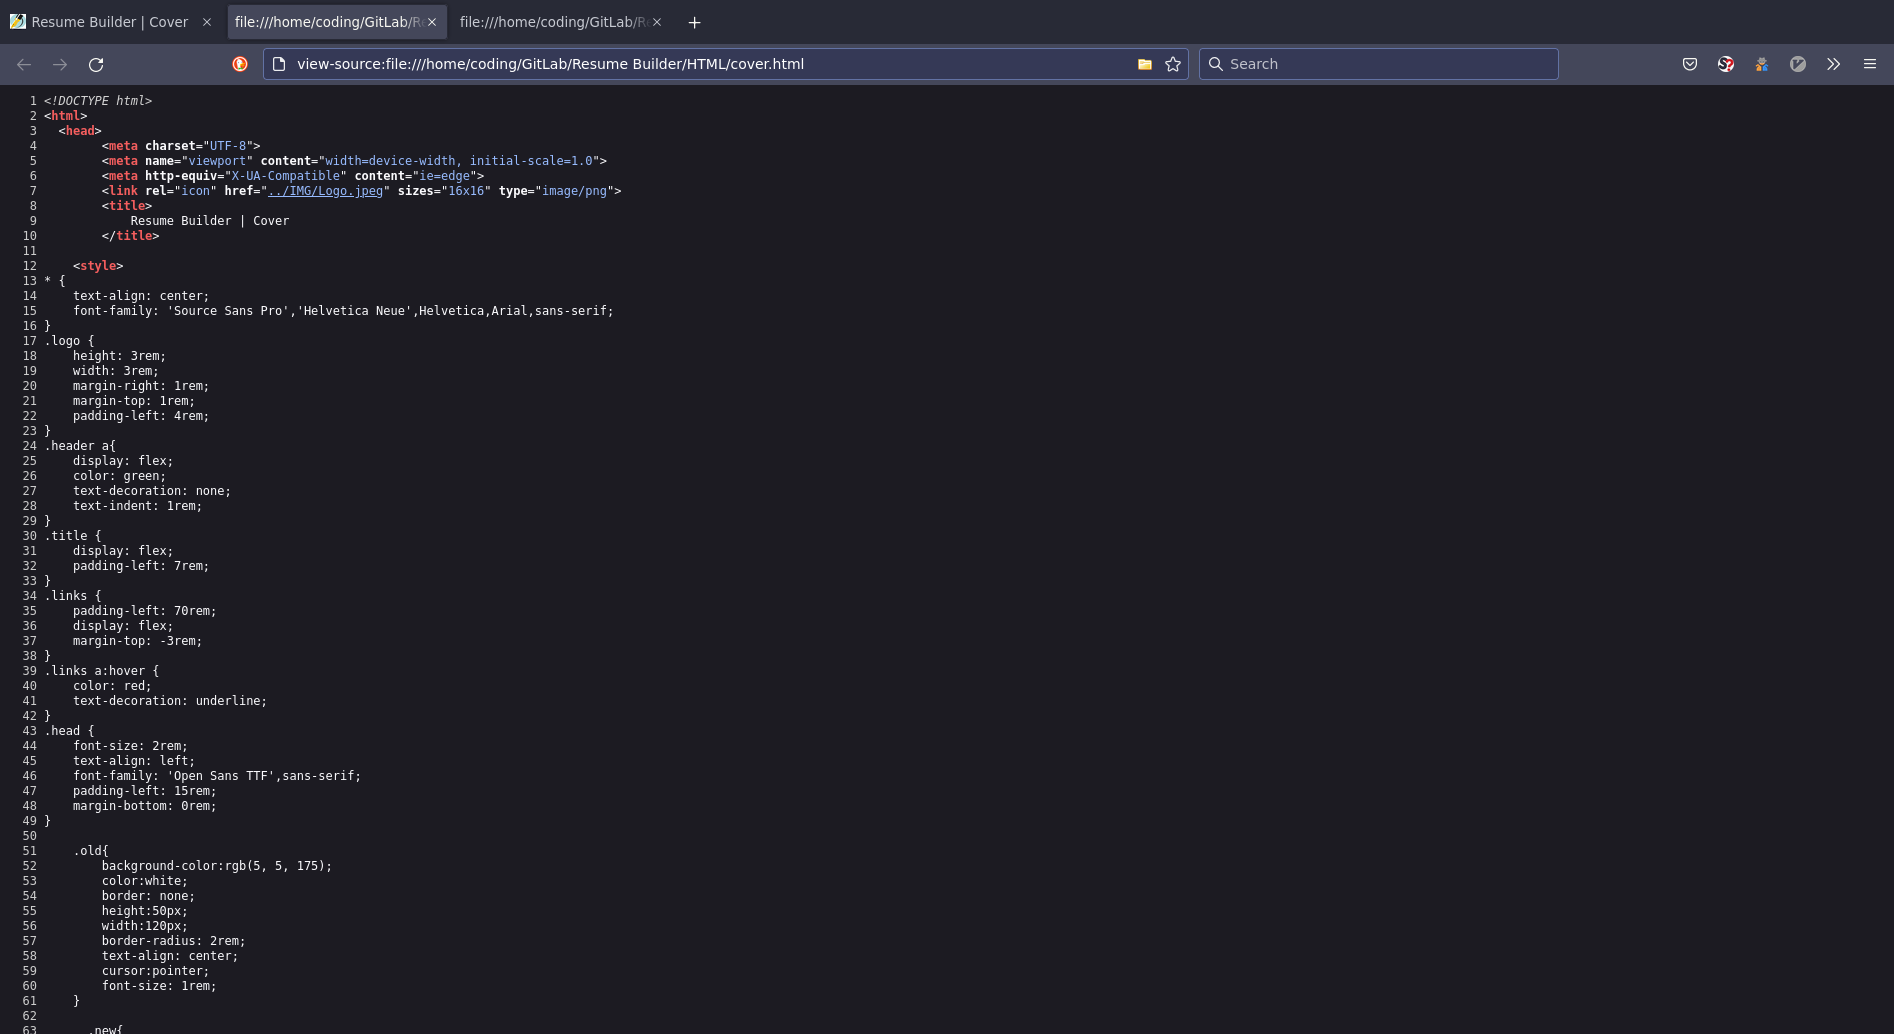 Resume Builder | Cover
file:///home/coding/GitLab/Re
file:///home/coding/GitLab/Re
view-source:file:///home/coding/GitLab/Resume Builder/HTML/cover.html
Search
1 <!DOCTYPE html>
2 <html>
3   <head>
4         <meta charset="UTF-8">
5         <meta name="viewport" content="width=device-width, initial-scale=1.0">
6         <meta http-equiv="X-UA-Compatible" content="ie=edge">
7         <link rel="icon" href="../IMG/Logo.jpeg" sizes="16x16" type="image/png">
8         <title>
9             Resume Builder | Cover
10         </title>
11
12     <style>
13 * {
14     text-align: center;
15     font-family: 'Source Sans Pro','Helvetica Neue',Helvetica,Arial,sans-serif;
16 }
17 .logo {
18     height: 3rem;
19     width: 3rem;
20     margin-right: 1rem;
21     margin-top: 1rem;
22     padding-left: 4rem;
23 }
24 .header a{
25     display: flex;
26     color: green;
27     text-decoration: none;
28     text-indent: 1rem;
29 }
30 .title {
31     display: flex;
32     padding-left: 7rem;
33 }
34 .links {
35     padding-left: 70rem;
36     display: flex;
37     margin-top: -3rem;
38 }
39 .links a:hover {
40     color: red;
41     text-decoration: underline;
42 }
43 .head {
44     font-size: 2rem;
45     text-align: left;
46     font-family: 'Open Sans TTF',sans-serif;
47     padding-left: 15rem;
48     margin-bottom: 0rem;
49 }
50
51     .old{
52         background-color:rgb(5, 5, 175);
53         color:white;
54         border: none;
55         height:50px;
56         width:120px;
57         border-radius: 2rem;
58         text-align: center;
59         cursor:pointer;
60         font-size: 1rem;
61     }
62
63       .new{